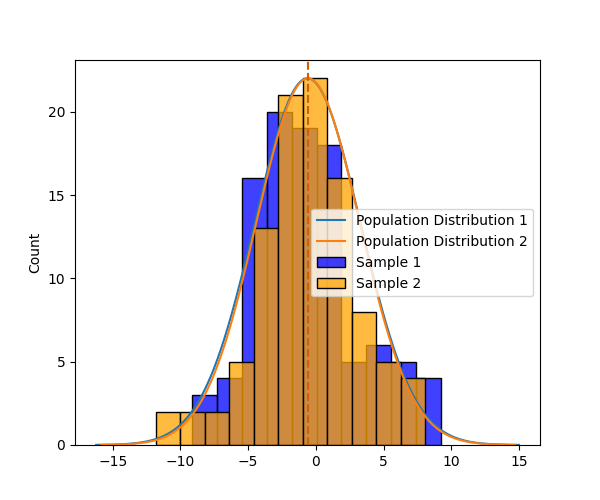 Count
20
15
10
5
0
Population Distribution 1
Population Distribution 2
Sample 1
Sample 2
−15 −10 −5 0 5 10 15